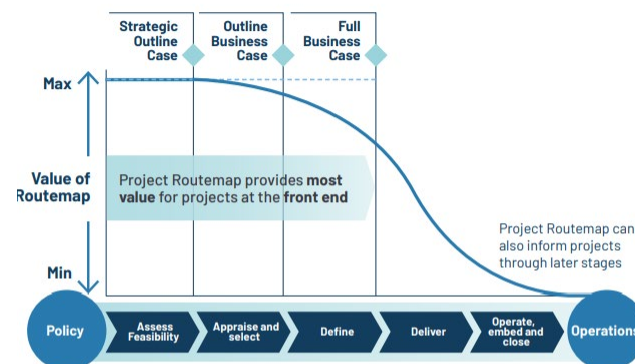 Strategic
Outline
Case
Outline
Business
Case
Full
Business
Case
Max
Value of
Routemap
Min
Project Routemap provides most
value for projects at the front end
Project Routemap can
also inform projects
through later stages
Policy
Assess
Feasibility
Appraise and
select
Define
Deliver
Operate,
embed and
close
Operations